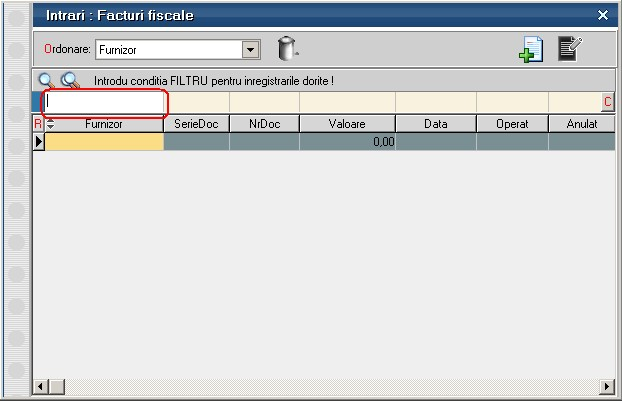 Intrari : Facturi fiscale
Ordonare: Furnizor
Introdu conditia FILTRU pentru inregistrarile dorite !
C
R Furnizor SerieDoc NrDoc Valoare Data Operat Anulat
0,00